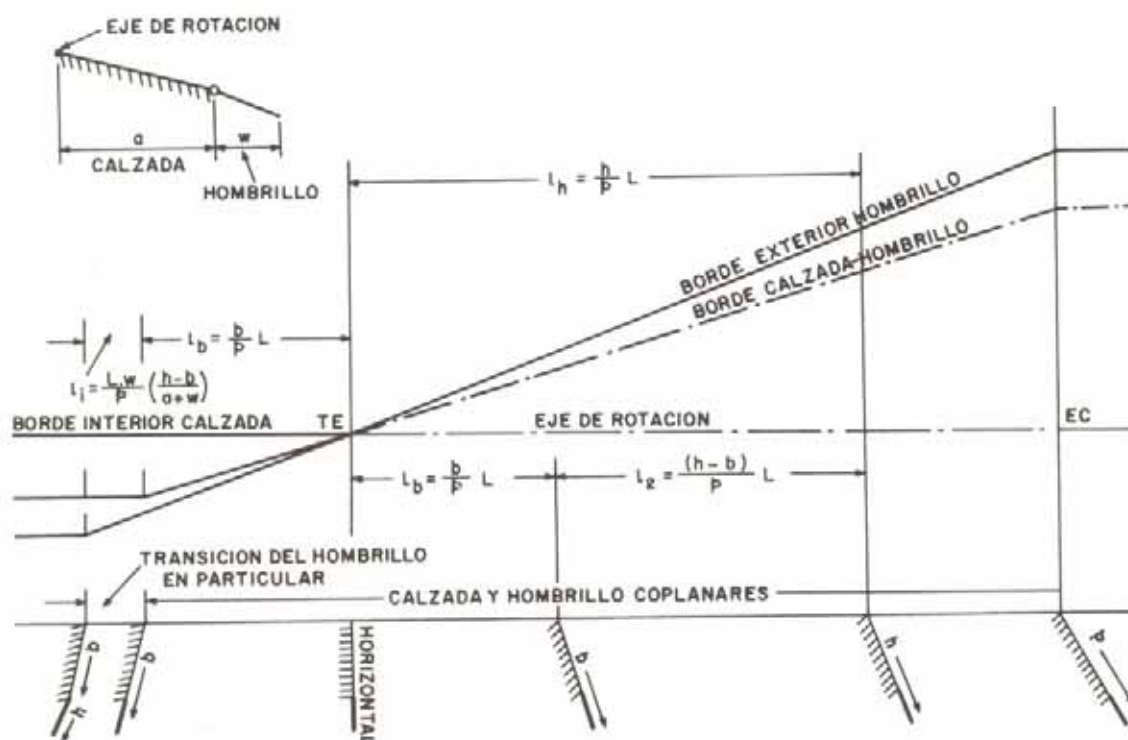 EJE DE ROTACION
a
w
CALZADA
HOMBRILLO
l_h = h/p L
BORDE EXTERIOR HOMBRILLO
BORDE CALZADA-HOMBRILLO
l_b = b/p L
l_i = L.w/p (h-b/a+w)
BORDE INTERIOR CALZADA
TE
EJE DE ROTACION
EC
l_b = b/p L
l_2 = (h-b)/p L
TRANSICION DEL HOMBRILLO
EN PARTICULAR
CALZADA Y HOMBRILLO COPLANARES
HORIZONTAL
b
h
b
b
h
p